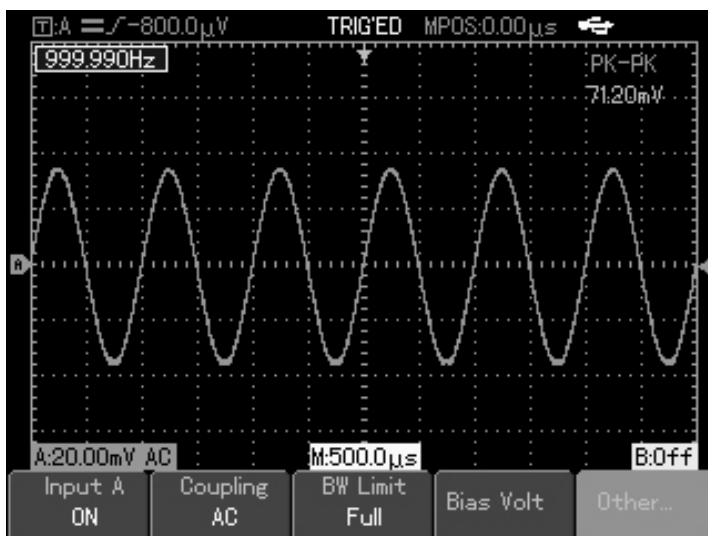 T:A -800.0μV TRIG'ED MPOS:0.00μs
999.990Hz PK-PK
71.20mV
A
A:20.00mV AC M:500.0μs B:Off
Input A Coupling BW Limit Bias Volt Other...
ON AC Full